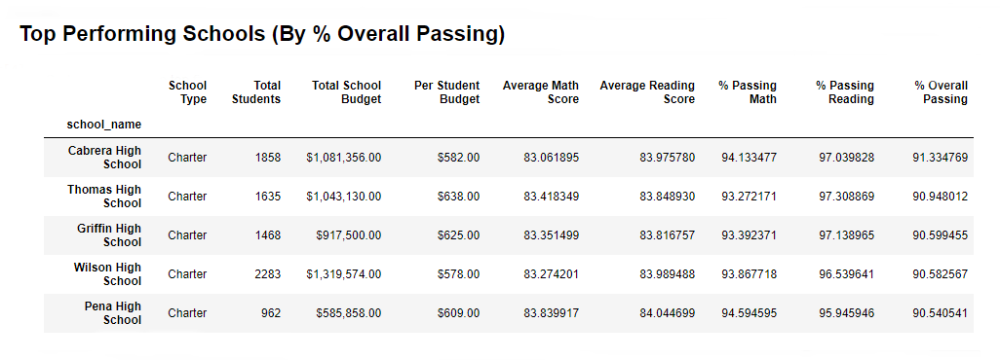 Top Performing Schools (By % Overall Passing)
School Type Total Students Total School Budget Per Student Budget Average Math Score Average Reading Score % Passing Math % Passing Reading % Overall Passing
school_name
Cabrera High School Charter 1858 $1,081,356.00 $582.00 83.061895 83.975780 94.133477 97.039828 91.334769
Thomas High School Charter 1635 $1,043,130.00 $638.00 83.418349 83.848930 93.272171 97.308869 90.948012
Griffin High School Charter 1468 $917,500.00 $625.00 83.351499 83.816757 93.392371 97.138965 90.599455
Wilson High School Charter 2283 $1,319,574.00 $578.00 83.274201 83.989488 93.867718 96.539641 90.582567
Pena High School Charter 962 $585,858.00 $609.00 83.839917 84.044699 94.594595 95.945946 90.540541